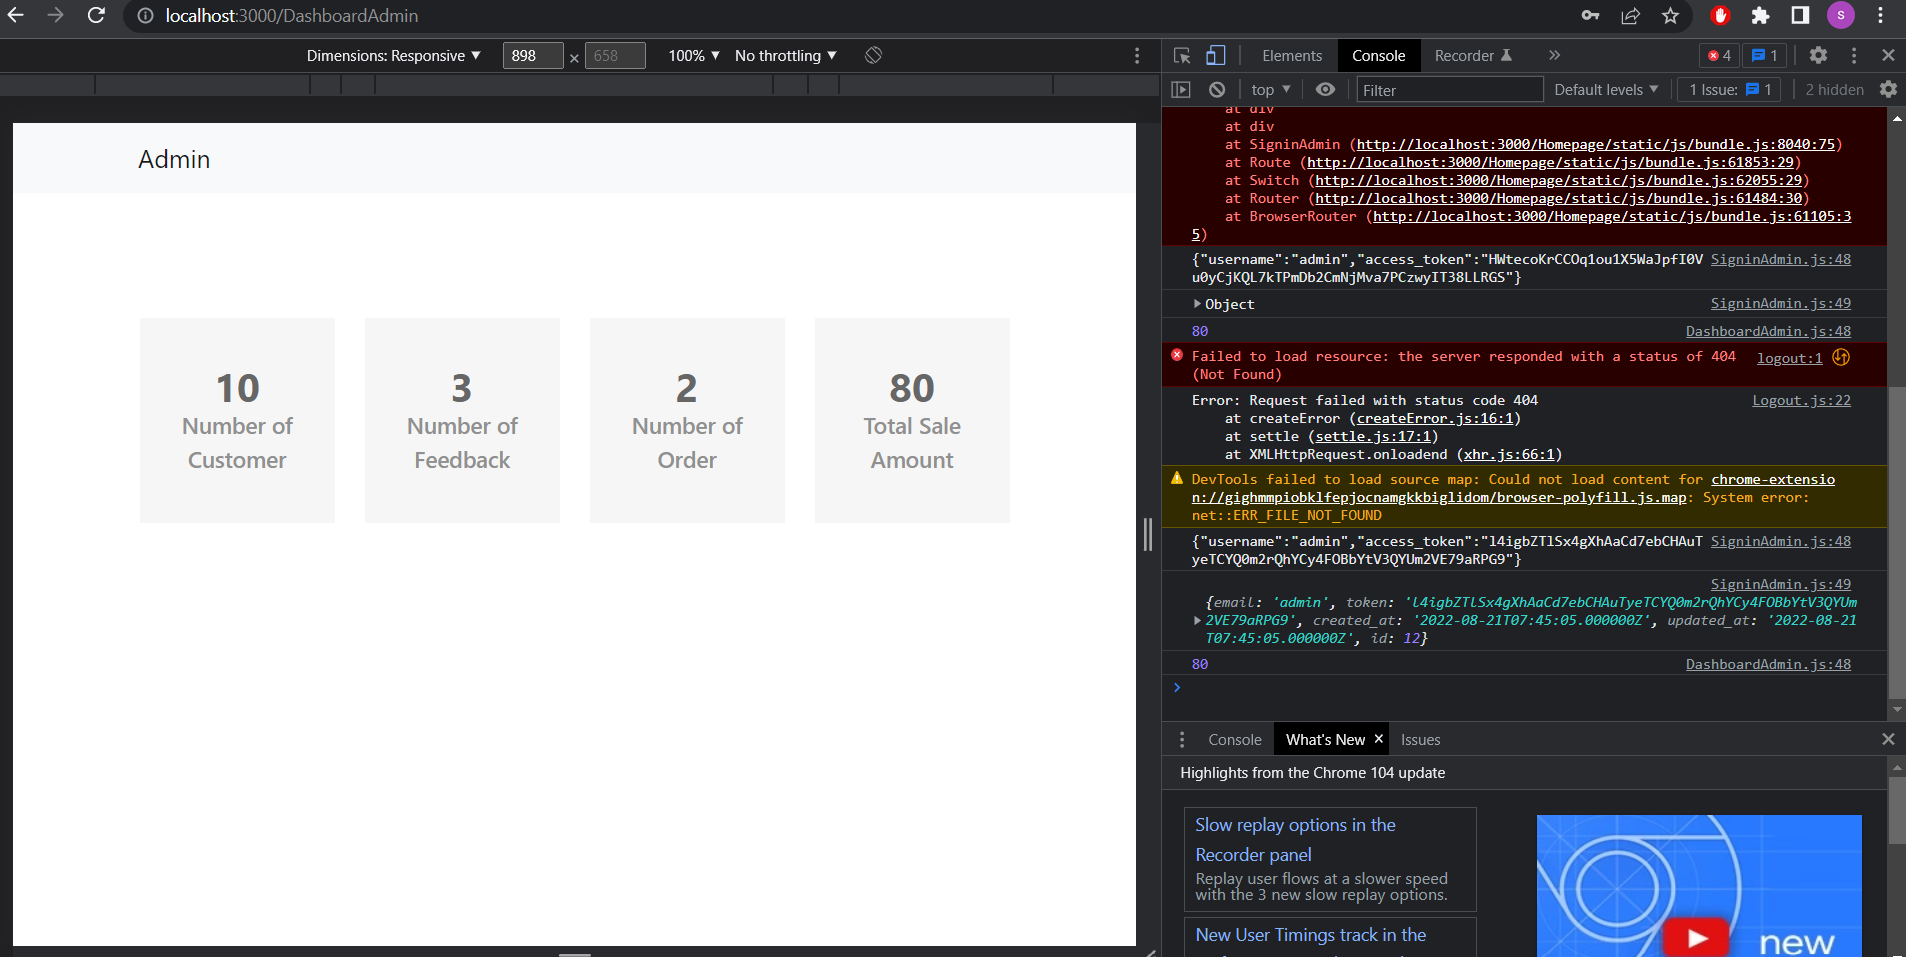 localhost:3000/DashboardAdmin
S
Dimensions: Responsive ▼ 898 × 658 100% ▼ No throttling ▼
Admin
10
Number of
Customer
3
Number of
Feedback
2
Number of
Order
80
Total Sale
Amount
Elements Console Recorder » 4 1
top ▼ Filter Default levels ▼ 1 Issue: 1 2 hidden
at div
at div
at SigninAdmin (http://localhost:3000/Homepage/static/js/bundle.js:8040:75)
at Route (http://localhost:3000/Homepage/static/js/bundle.js:61853:29)
at Switch (http://localhost:3000/Homepage/static/js/bundle.js:62055:29)
at Router (http://localhost:3000/Homepage/static/js/bundle.js:61484:30)
at BrowserRouter (http://localhost:3000/Homepage/static/js/bundle.js:61105:3
5)
{"username":"admin","access_token":"HWtecoKrCCOq1ou1X5WaJpfI0V SigninAdmin.js:48
u0yCjKQL7kTPmDb2CmNjMva7PCzwyIT38LLRGS"}
Object SigninAdmin.js:49
80 DashboardAdmin.js:48
Failed to load resource: the server responded with a status of 404 logout:1
(Not Found)
Error: Request failed with status code 404 Logout.js:22
at createError (createError.js:16:1)
at settle (settle.js:17:1)
at XMLHttpRequest.onloadend (xhr.js:66:1)
DevTools failed to load source map: Could not load content for chrome-extensio
n://gighmmpiobklfepjocnamgkkbiglidom/browser-polyfill.js.map: System error:
net::ERR_FILE_NOT_FOUND
{"username":"admin","access_token":"l4igbZTlSx4gXhAaCd7ebCHAuT SigninAdmin.js:48
yeTCYQ0m2rQhYCy4FOBbYtV3QYUm2VE79aRPG9"}
SigninAdmin.js:49
{email: 'admin', token: 'l4igbZTlSx4gXhAaCd7ebCHAuTyeTCYQ0m2rQhYCy4FOBbYtV3QYUm
2VE79aRPG9', created_at: '2022-08-21T07:45:05.000000Z', updated_at: '2022-08-21
T07:45:05.000000Z', id: 12}
80 DashboardAdmin.js:48
Console What's New × Issues
Highlights from the Chrome 104 update
Slow replay options in the
Recorder panel
Replay user flows at a slower speed
with the 3 new slow replay options.
New User Timings track in the
new